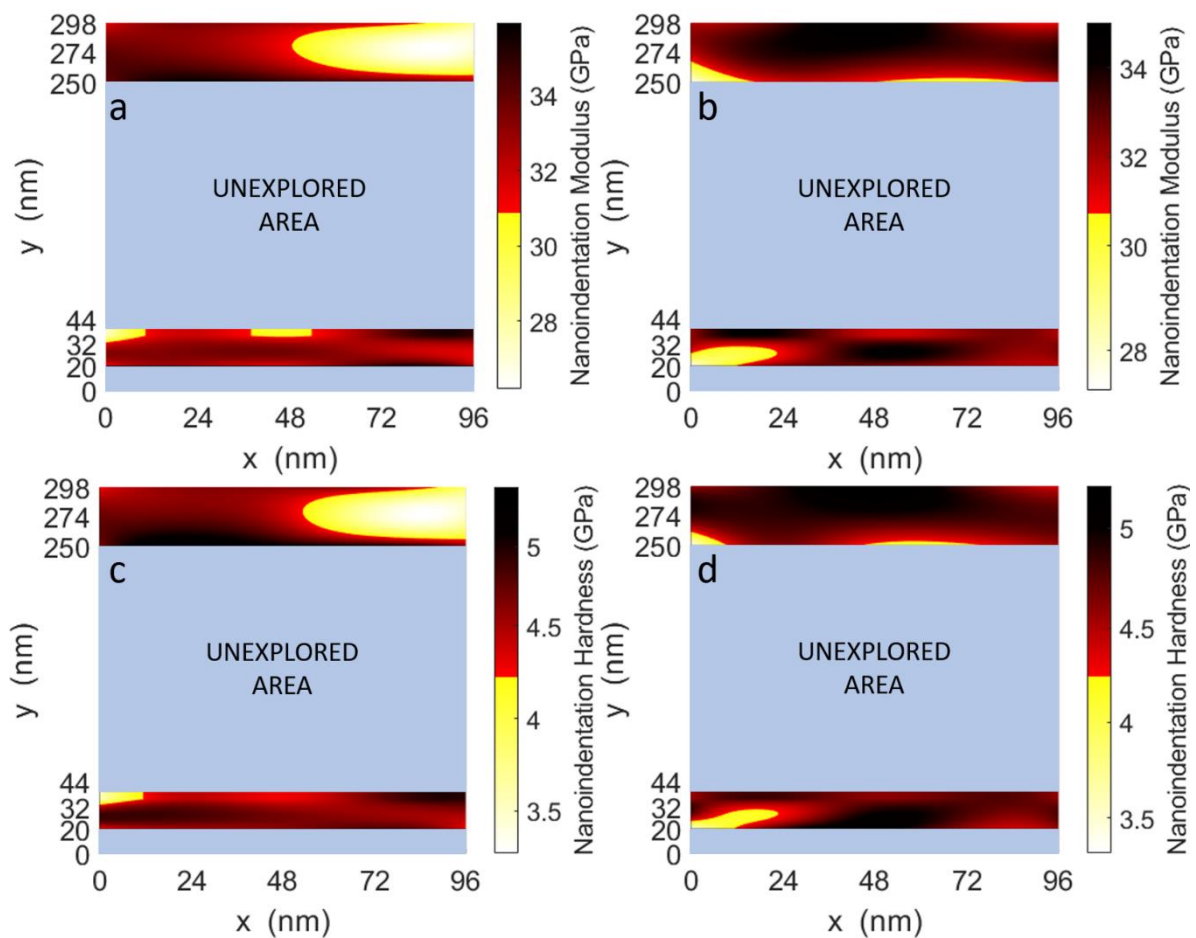 298
274
250
a
UNEXPLORED
AREA
44
32
20
0
0 24 48 72 96
x (nm)
y (nm)
34
32
30
28
Nanoindentation Modulus (GPa)
298
274
250
b
UNEXPLORED
AREA
44
32
20
0
0 24 48 72 96
x (nm)
y (nm)
34
32
30
28
Nanoindentation Modulus (GPa)
298
274
250
c
UNEXPLORED
AREA
44
32
20
0
0 24 48 72 96
x (nm)
y (nm)
5
4.5
4
3.5
Nanoindentation Hardness (GPa)
298
274
250
d
UNEXPLORED
AREA
44
32
20
0
0 24 48 72 96
x (nm)
y (nm)
5
4.5
4
3.5
Nanoindentation Hardness (GPa)